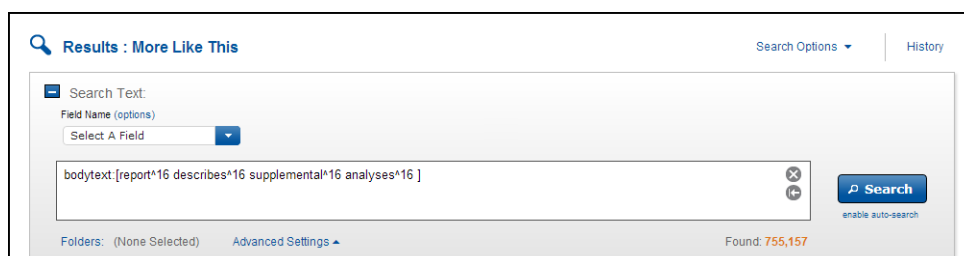 Results : More Like This
Search Options
History
Search Text:
Field Name (options)
Select A Field
bodytext:[report^16 describes^16 supplemental^16 analyses^16 ]
Search
enable auto-search
Folders: (None Selected) Advanced Settings
Found: 755,157